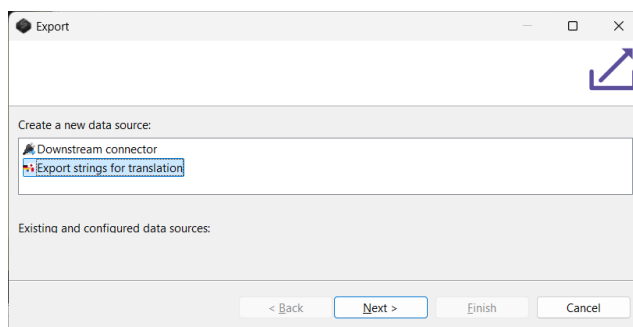 Export
Create a new data source:
Downstream connector
Export strings for translation
Existing and configured data sources:
< Back
Next >
Finish
Cancel